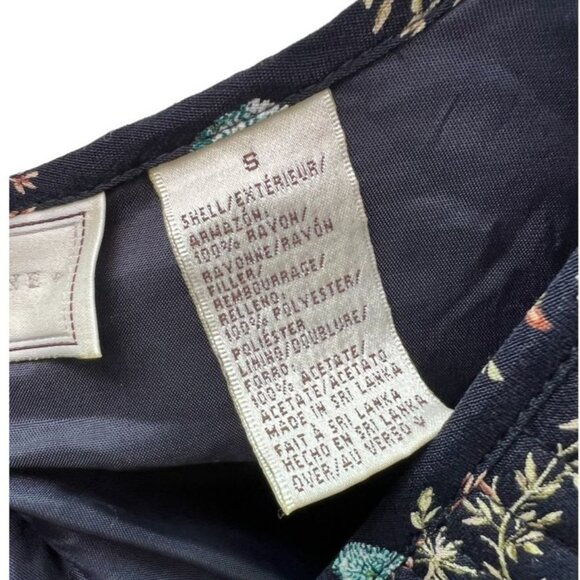 S
SHELL/EXTÉRIEUR/
ARMAZÓN:
100% RAYON/
RAYONNE/RAYÓN
FILLER/
REMBOURRAGE/
RELLENO:
100% POLYESTER/
POLIESTER
LINING/DOUBLURE/
FORRO:
100% ACETATE/
ACÉTATE/ACETATO
MADE IN SRI LANKA
FAIT À SRI LANKA
HECHO EN SRI LANKA
OVER/AU VERSO V